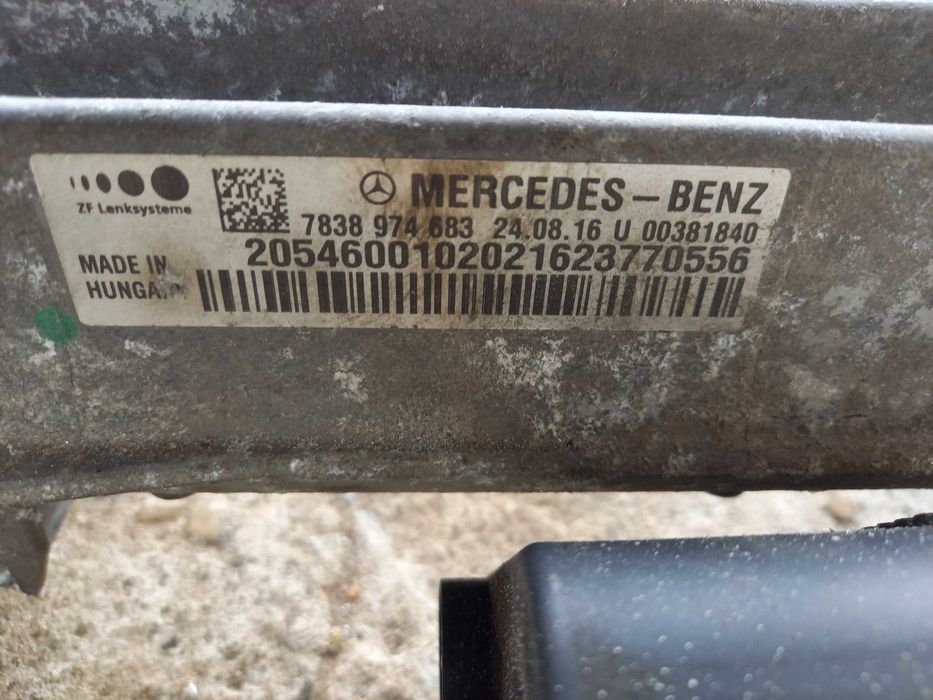 MERCEDES-BENZ
ZF Lenksysteme
7838 974 683 24.08.16 U 00381840
2054600102021623770556
MADE IN